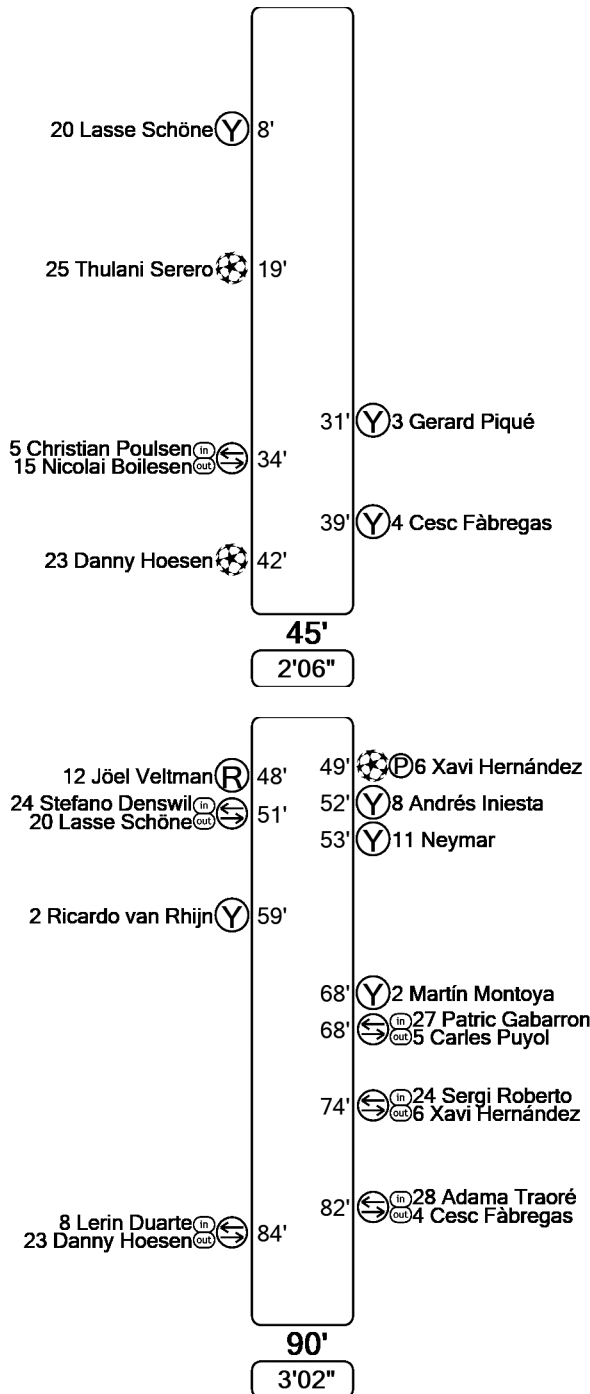 20 Lasse Schöne Y 8'
25 Thulani Serero 19'
31' Y 3 Gerard Piqué
5 Christian Poulsen in
15 Nicolai Boilesen out 34'
39' Y 4 Cesc Fàbregas
23 Danny Hoesen 42'
45'
2'06"
49' P 6 Xavi Hernández
12 Jöel Veltman R 48'
52' Y 8 Andrés Iniesta
24 Stefano Denswil in
20 Lasse Schöne out 51'
53' Y 11 Neymar
2 Ricardo van Rhijn Y 59'
68' Y 2 Martín Montoya
68' in 27 Patric Gabarron
out 5 Carles Puyol
74' in 24 Sergi Roberto
out 6 Xavi Hernández
82' in 28 Adama Traoré
out 4 Cesc Fàbregas
8 Lerin Duarte in
23 Danny Hoesen out 84'
90'
3'02"